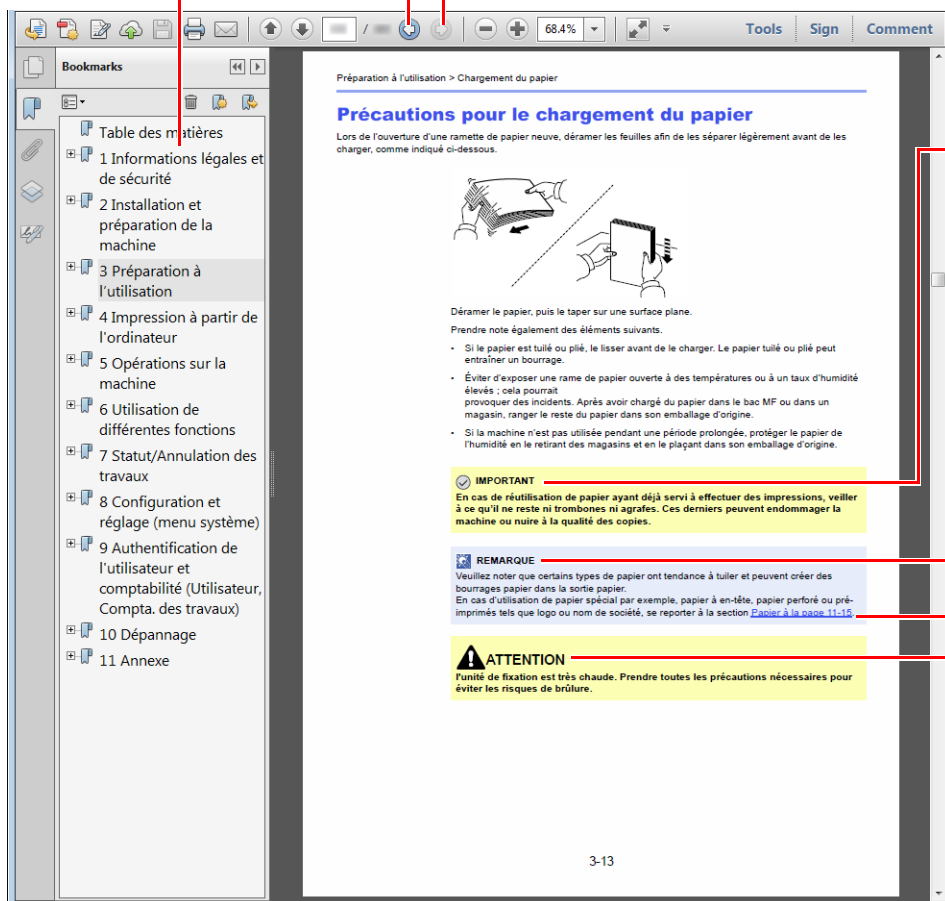 /
68.4%
Tools
Sign
Comment
Bookmarks
Table des matières
1 Informations légales et
de sécurité
2 Installation et
préparation de la
machine
3 Préparation à
l'utilisation
4 Impression à partir de
l'ordinateur
5 Opérations sur la
machine
6 Utilisation de
différentes fonctions
7 Statut/Annulation des
travaux
8 Configuration et
réglage (menu système)
9 Authentification de
l'utilisateur et
comptabilité (Utilisateur,
Compta. des travaux)
10 Dépannage
11 Annexe
Préparation à l'utilisation > Chargement du papier
Précautions pour le chargement du papier
Lors de l'ouverture d'une ramette de papier neuve, déramer les feuilles afin de les séparer légèrement avant de les
charger, comme indiqué ci-dessous.
Déramer le papier, puis le taper sur une surface plane.
Prendre note également des éléments suivants.
• Si le papier est tuilé ou plié, le lisser avant de le charger. Le papier tuilé ou plié peut
entraîner un bourrage.
• Éviter d'exposer une rame de papier ouverte à des températures ou à un taux d'humidité
élevés ; cela pourrait
provoquer des incidents. Après avoir chargé du papier dans le bac MF ou dans un
magasin, ranger le reste du papier dans son emballage d'origine.
• Si la machine n'est pas utilisée pendant une période prolongée, protéger le papier de
l'humidité en le retirant des magasins et en le plaçant dans son emballage d'origine.
IMPORTANT
En cas de réutilisation de papier ayant déjà servi à effectuer des impressions, veiller
à ce qu'il ne reste ni trombones ni agrafes. Ces derniers peuvent endommager la
machine ou nuire à la qualité des copies.
REMARQUE
Veuillez noter que certains types de papier ont tendance à tuiler et peuvent créer des
bourrages papier dans la sortie papier.
En cas d'utilisation de papier spécial par exemple, papier à en-tête, papier perforé ou pré-
imprimés tels que logo ou nom de société, se reporter à la section Papier à la page 11-15.
ATTENTION
l'unité de fixation est très chaude. Prendre toutes les précautions nécessaires pour
éviter les risques de brûlure.
3-13